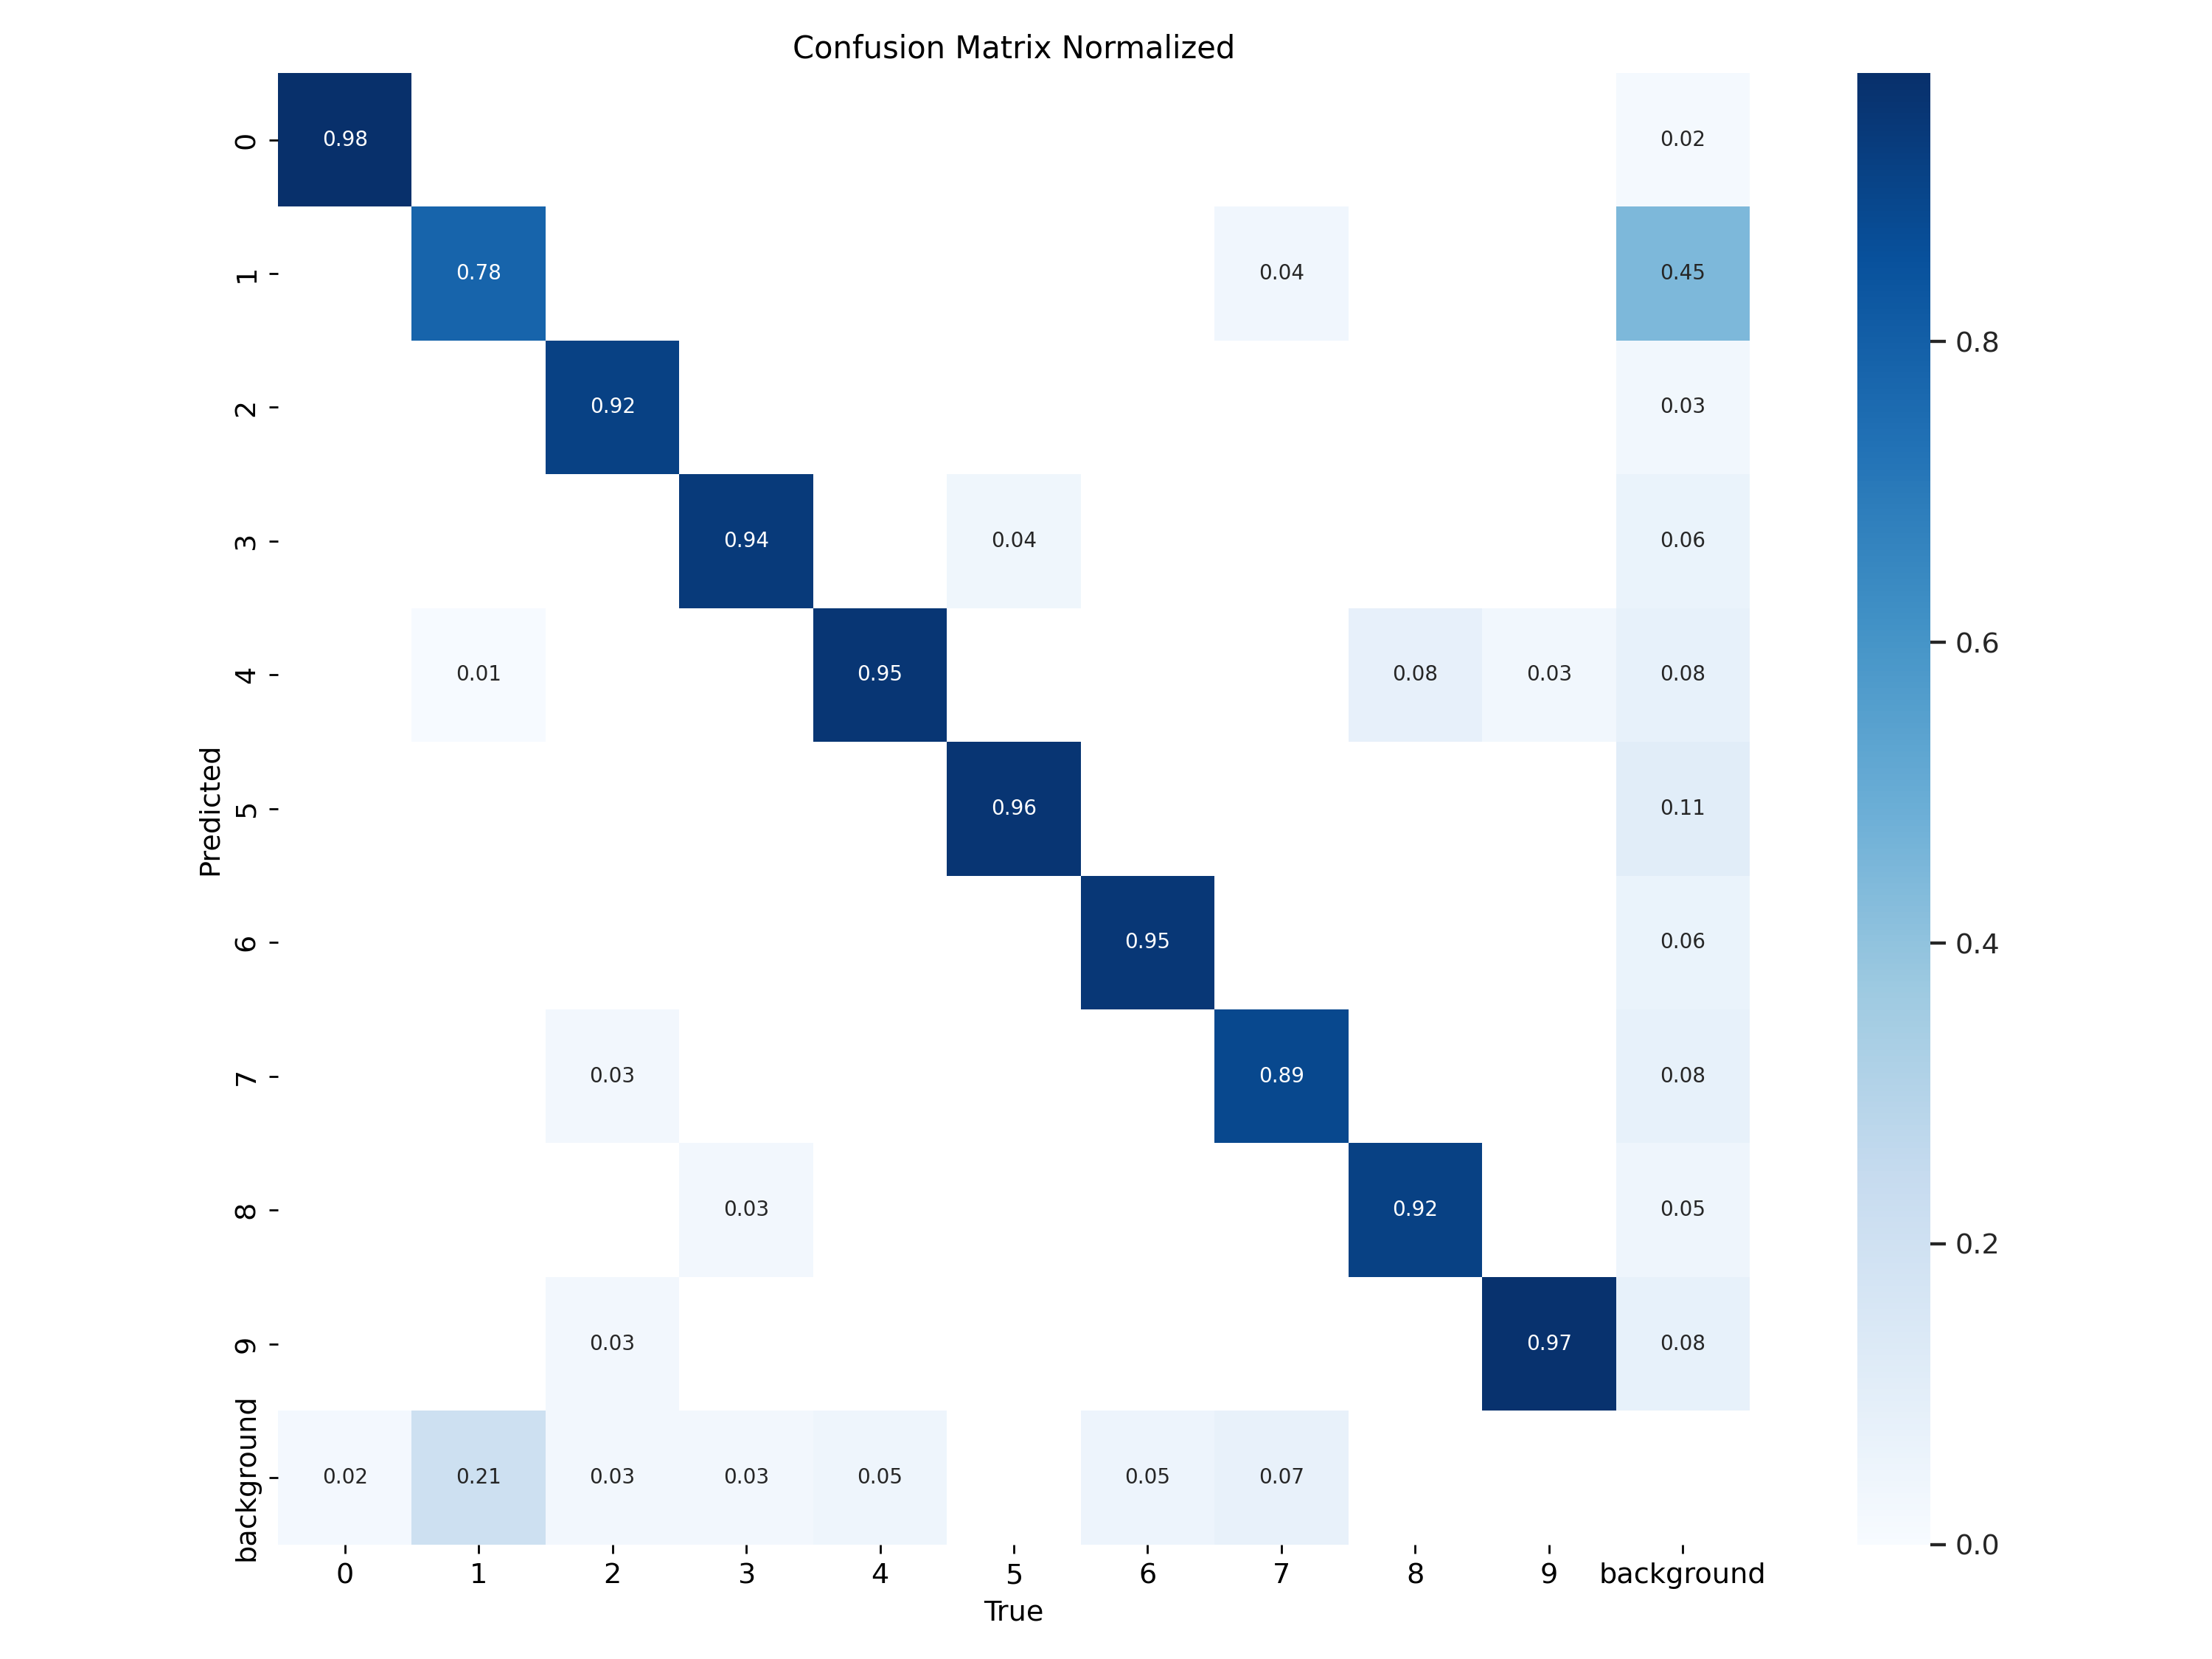 Confusion Matrix Normalized
0 0.98 0.02
1 0.78 0.04 0.45
2 0.92 0.03
3 0.94 0.04 0.06
4 0.01 0.95 0.08 0.03 0.08
5 0.96 0.11
6 0.95 0.06
7 0.03 0.89 0.08
8 0.03 0.92 0.05
9 0.03 0.97 0.08
background 0.02 0.21 0.03 0.03 0.05 0.05 0.07
0 1 2 3 4 5 6 7 8 9 background
True
Predicted
0.8
0.6
0.4
0.2
0.0